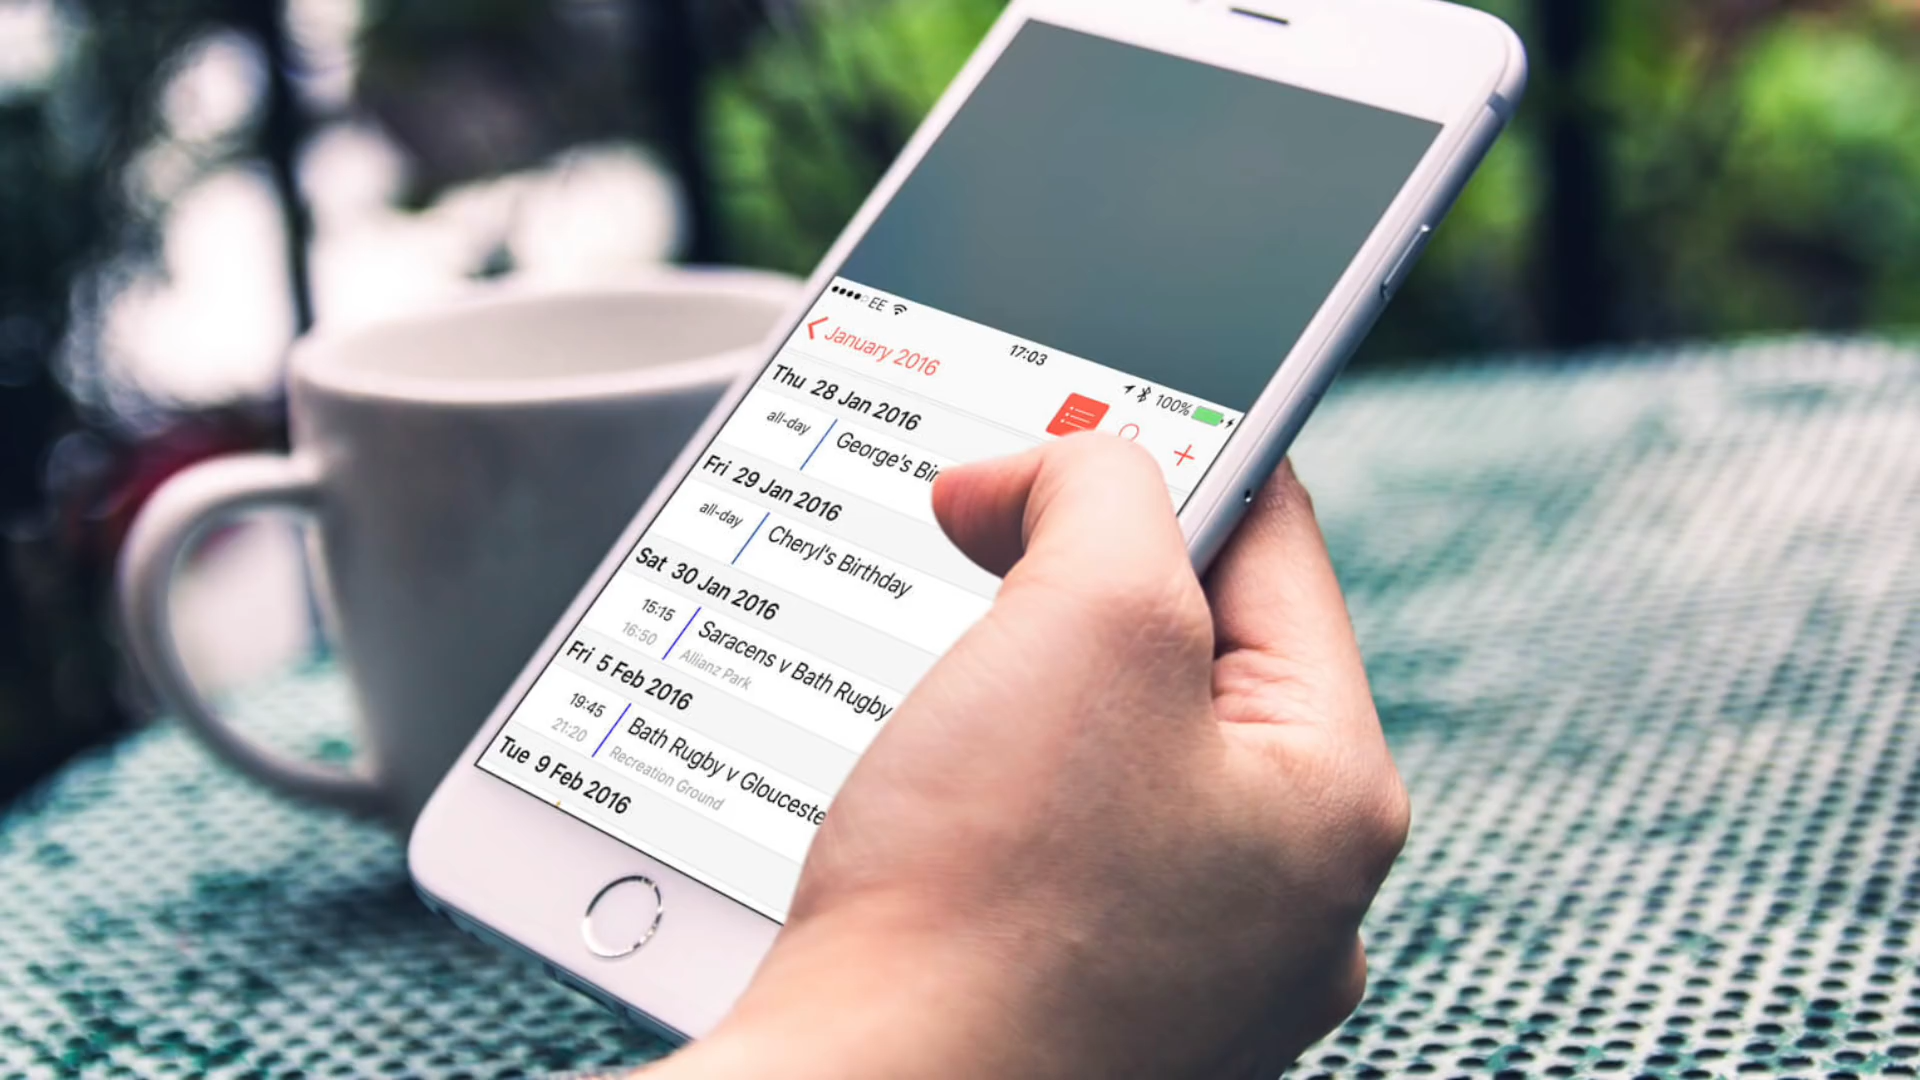 EE
17:03
100%
January 2016
Thu 28 Jan 2016
all-day George's
Fri 29 Jan 2016
all-day Cheryl's Birthday
Sat 30 Jan 2016
15:15 Saracens v Bath Rugby
16:50 Allianz Park
Fri 5 Feb 2016
19:45 Bath Rugby v
21:20 Recreation Ground
Tue 9 Feb 2016